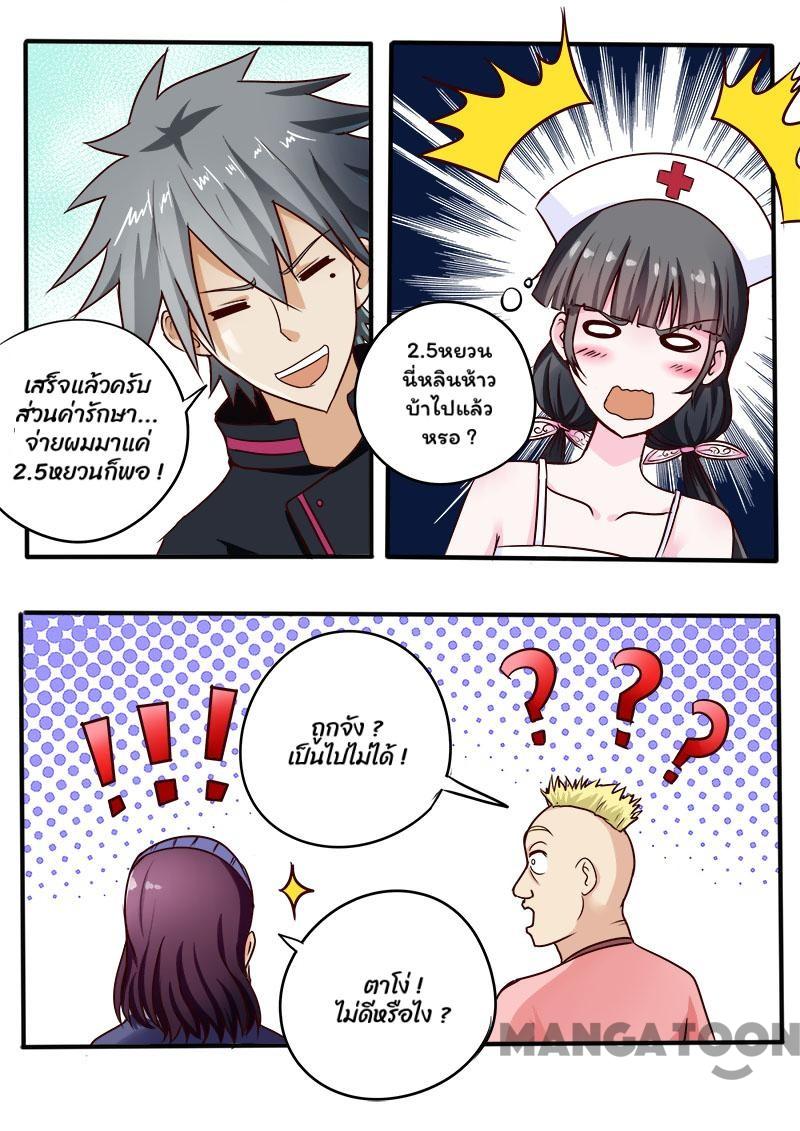 เสร็จแล้วครับ
ส่วนค่ารักษา...
จ่ายผมมาแค่
2.5หยวนก็พอ !
2.5หยวน
นี่หลินห้าว
บ้าไปแล้ว
หรอ ?
!!!
???
ถูกจัง ?
เป็นไปไม่ได้ !
ตาโง่ !
ไม่ดีหรือไง ?
MANGATOON